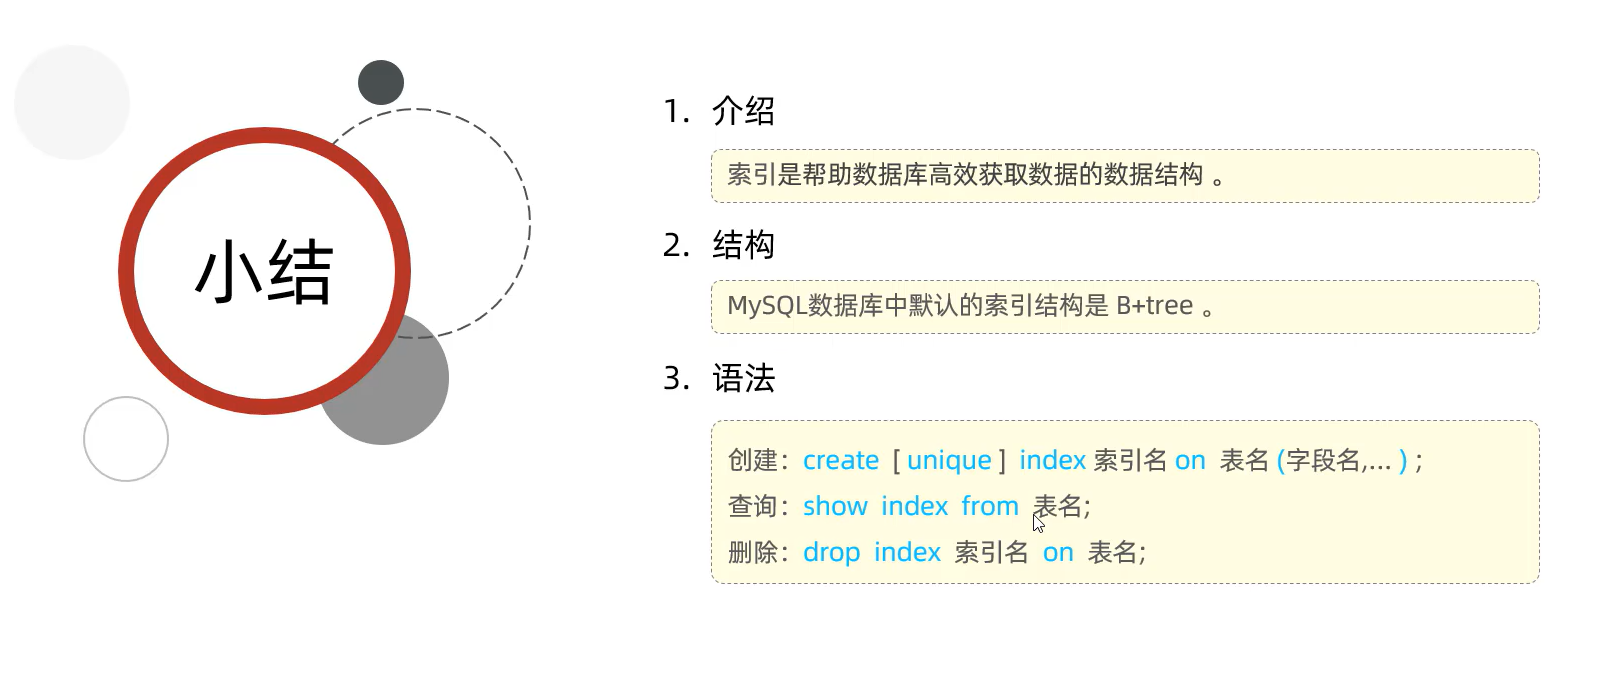 小结
1. 介绍
索引是帮助数据库高效获取数据的数据结构 。
2. 结构
MySQL数据库中默认的索引结构是 B+tree 。
3. 语法
创建：create [ unique ] index 索引名 on 表名 (字段名,... ) ;
查询：show index from 表名;
删除：drop index 索引名 on 表名;